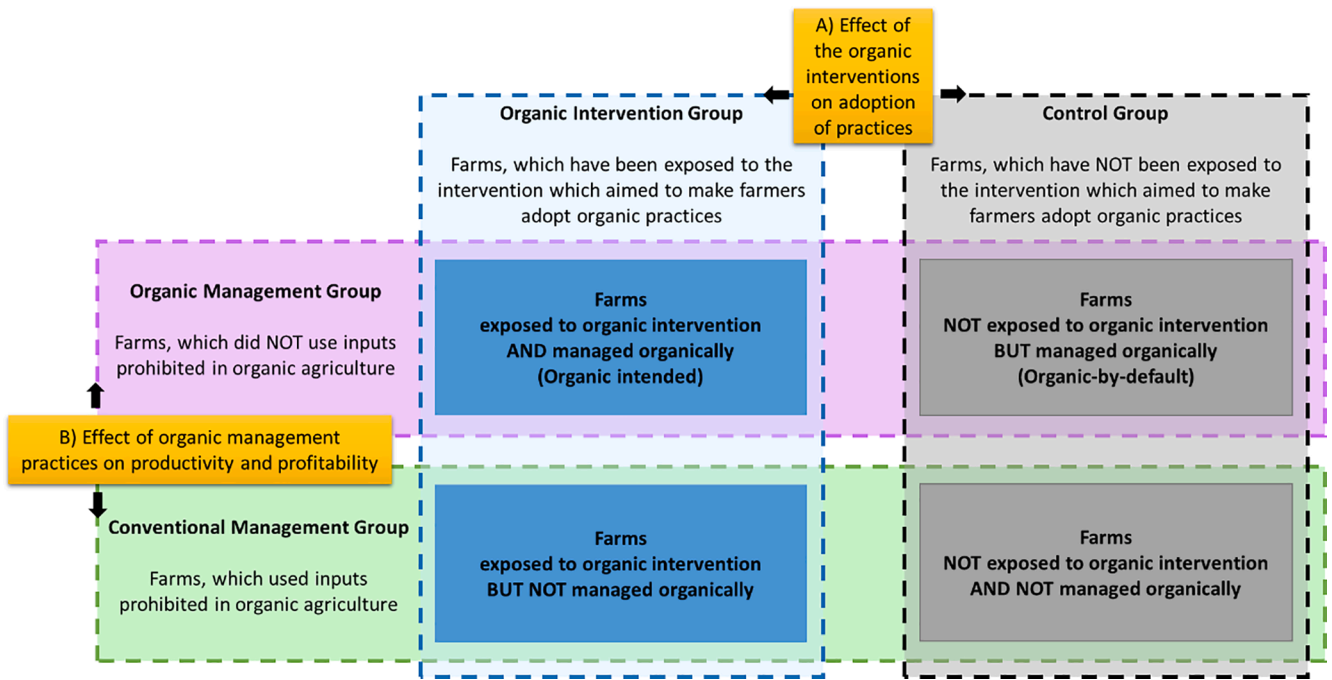 A) Effect of
the organic
interventions
on adoption
of practices
Organic Intervention Group
Farms, which have been exposed to the
intervention which aimed to make farmers
adopt organic practices
Control Group
Farms, which have NOT been exposed to
the intervention which aimed to make
farmers adopt organic practices
Organic Management Group
Farms, which did NOT use inputs
prohibited in organic agriculture
Farms
exposed to organic intervention
AND managed organically
(Organic intended)
Farms
NOT exposed to organic intervention
BUT managed organically
(Organic-by-default)
B) Effect of organic management
practices on productivity and profitability
Conventional Management Group
Farms, which used inputs
prohibited in organic agriculture
Farms
exposed to organic intervention
BUT NOT managed organically
Farms
NOT exposed to organic intervention
AND NOT managed organically